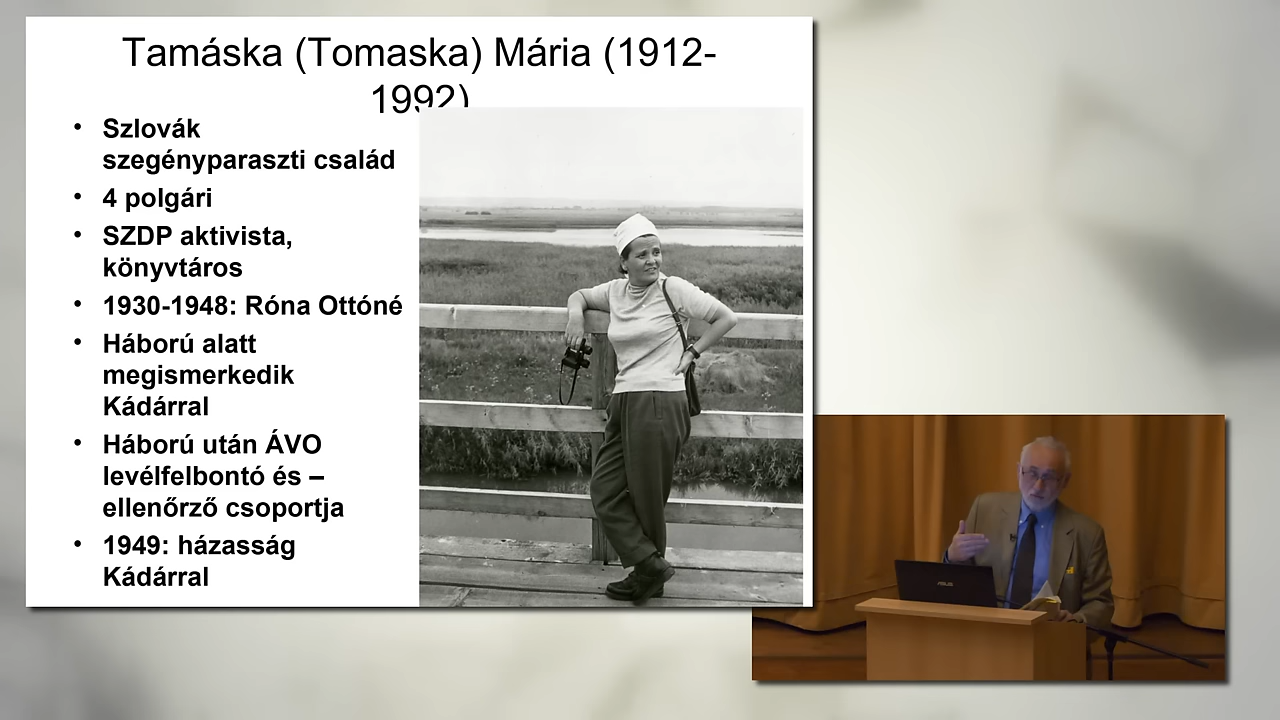 Tamáska (Tomaska) Mária (1912-
1992)
• Szlovák
szegényparaszti család
• 4 polgári
• SZDP aktivista,
könyvtáros
• 1930-1948: Róna Ottóné
• Háború alatt
megismerkedik
Kádárral
• Háború után ÁVO
levélfelbontó és –
ellenőrző csoportja
• 1949: házasság
Kádárral
ASUS